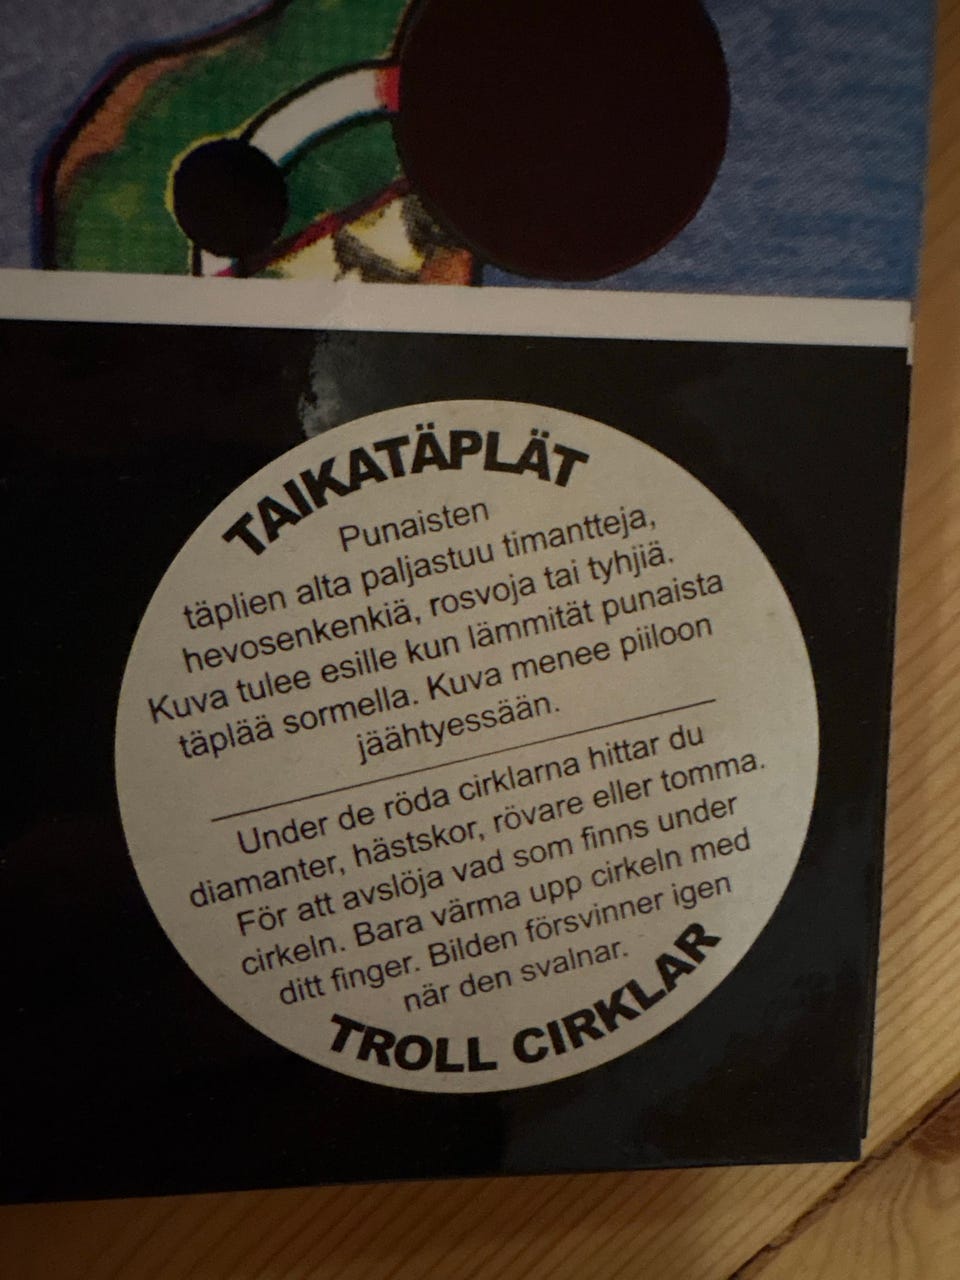 TAIKATÄPLÄT
Punaisten
täplien alta paljastuu timantteja,
hevosenkenkiä, rosvoja tai tyhjiä.
Kuva tulee esille kun lämmität punaista
täplää sormella. Kuva menee piiloon
jäähtyessään.
Under de röda cirklarna hittar du
diamanter, hästskor, rövare eller tomma.
För att avslöja vad som finns under
cirkeln. Bara värma upp cirkeln med
ditt finger. Bilden försvinner igen
när den svalnar.
TROLL CIRKLAR